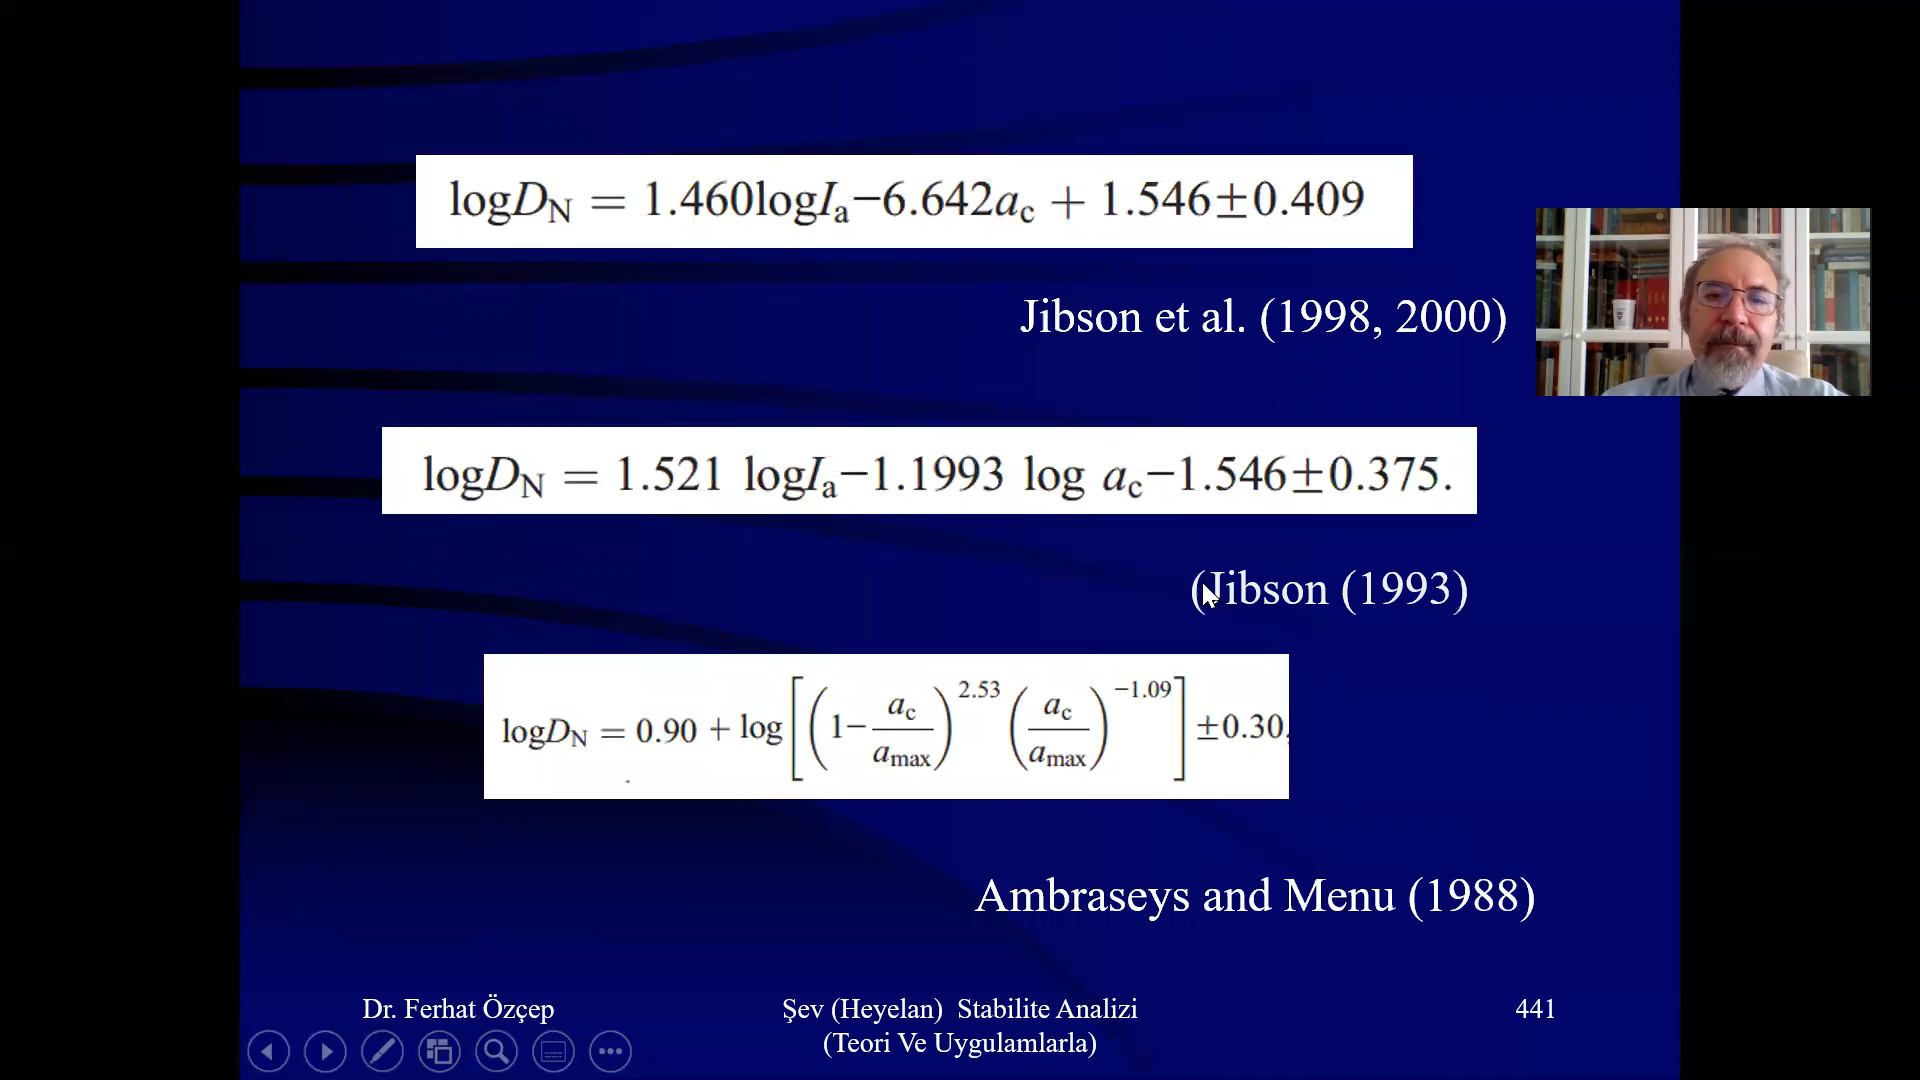 logD_N = 1.460logI_a−6.642a_c + 1.546±0.409
Jibson et al. (1998, 2000)
logD_N = 1.521 logI_a−1.1993 log a_c−1.546±0.375.
(Jibson (1993)
logD_N = 0.90 + log[(1−a_c/a_max)^2.53 (a_c/a_max)^−1.09] ±0.30,
Ambraseys and Menu (1988)
Dr. Ferhat Özçep
Şev (Heyelan) Stabilite Analizi
(Teori Ve Uygulamlarla)
441